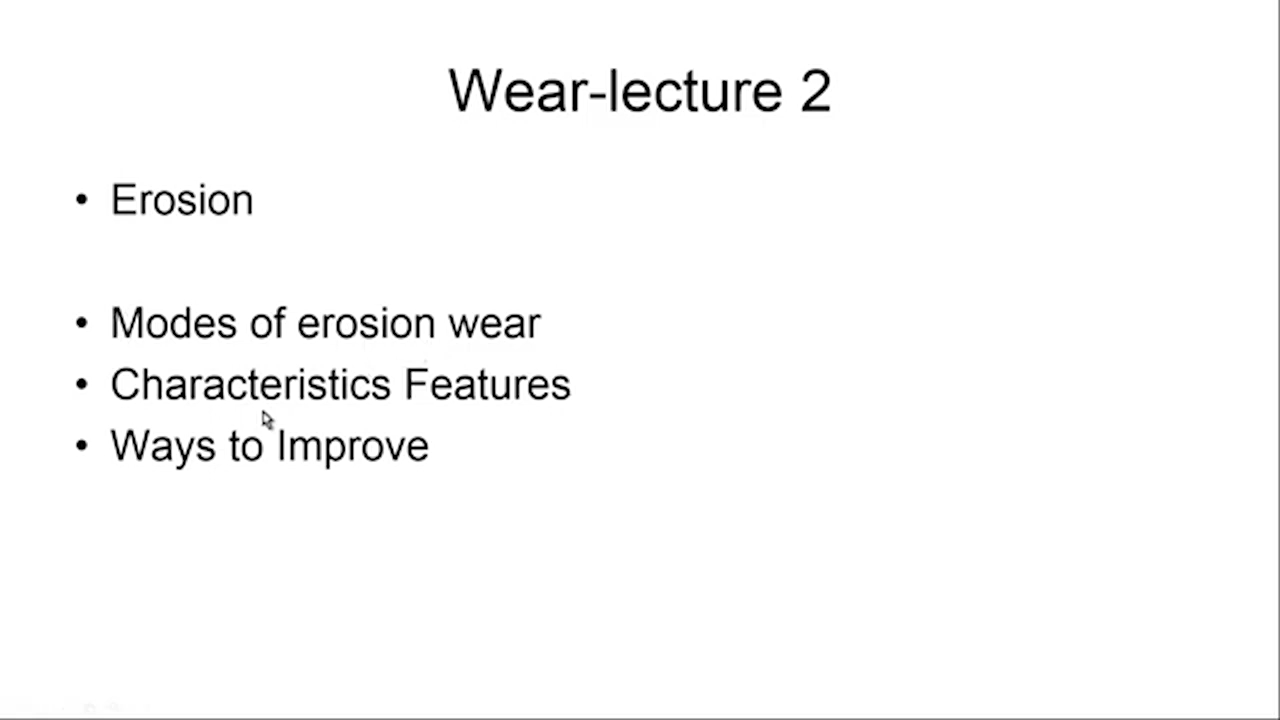 Wear-lecture 2
• Erosion
• Modes of erosion wear
• Characteristics Features
• Ways to Improve